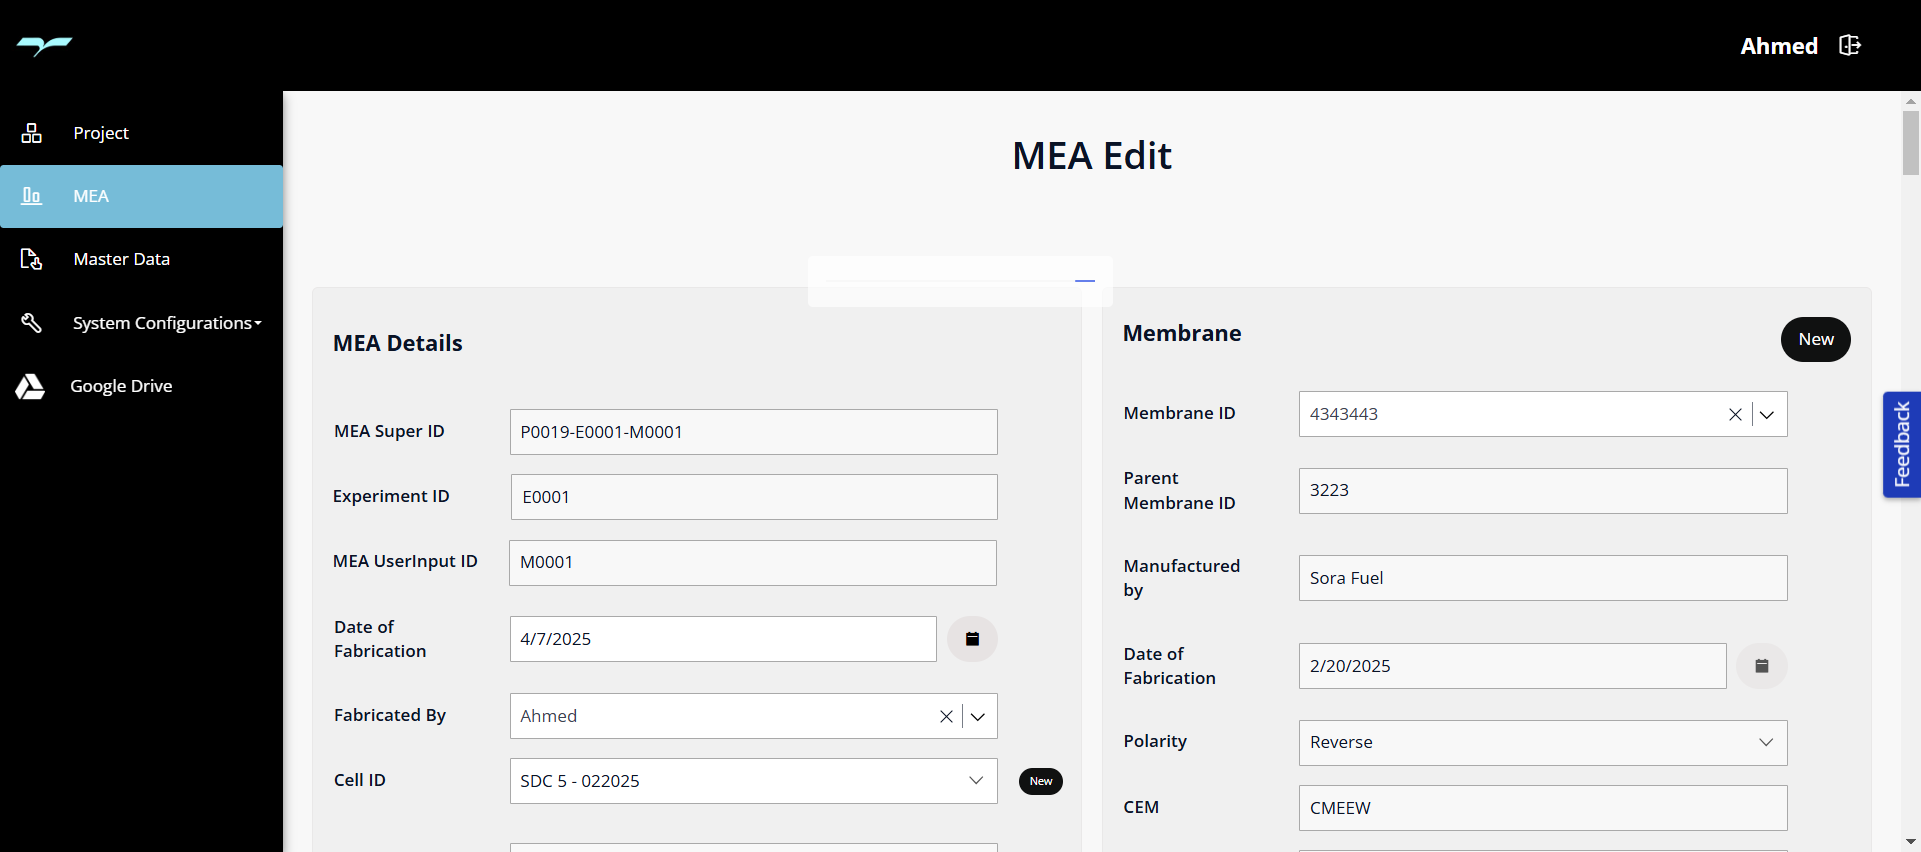 Ahmed
Project
MEA
Master Data
System Configurations
Google Drive
MEA Edit
MEA Details
MEA Super ID
P0019-E0001-M0001
Experiment ID
E0001
MEA UserInput ID
M0001
Date of
Fabrication
4/7/2025
Fabricated By
Ahmed
Cell ID
SDC 5 - 022025
New
Membrane
New
Membrane ID
4343443
Parent
Membrane ID
3223
Manufactured
by
Sora Fuel
Date of
Fabrication
2/20/2025
Polarity
Reverse
CEM
CMEEW
Feedback